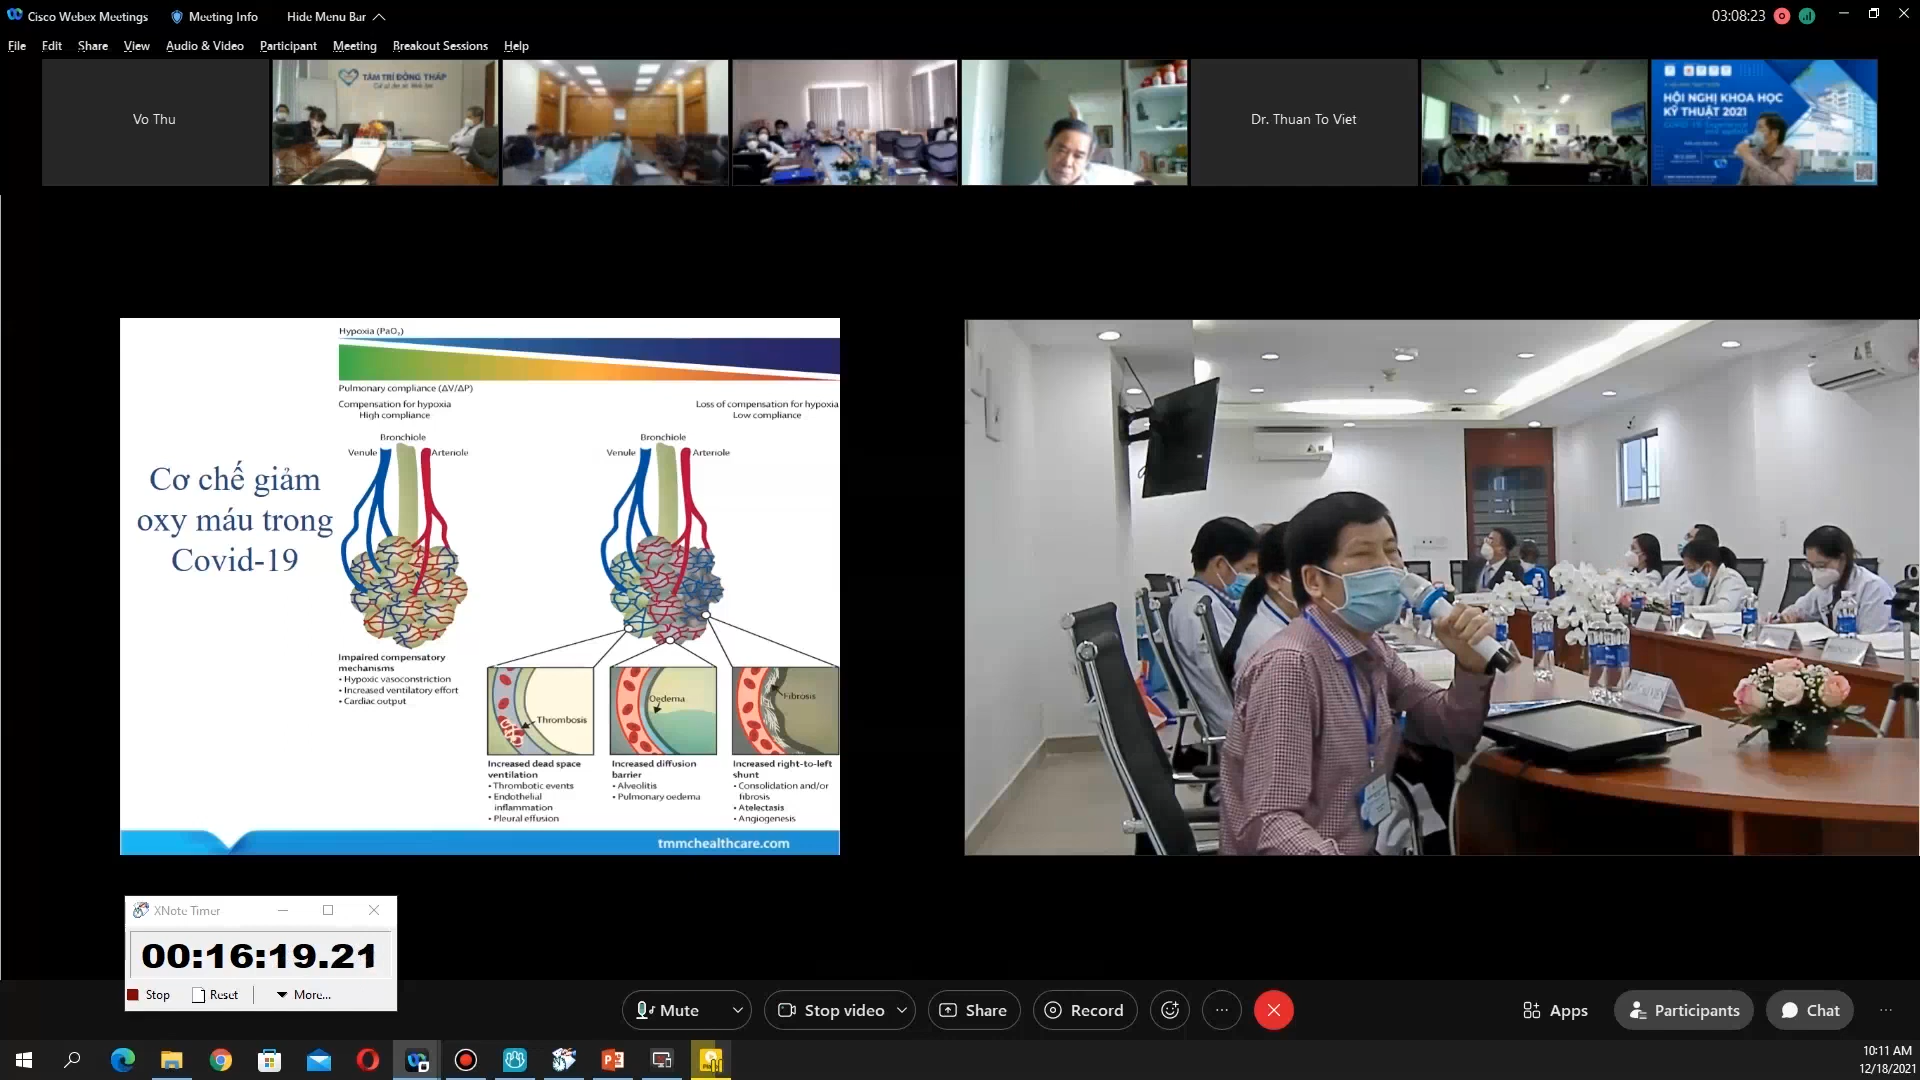 Cisco Webex Meetings
Meeting Info
Hide Menu Bar
03:08:23
File Edit Share View Audio & Video Participant Meeting Breakout Sessions Help
Vo Thu
TÂM TRÍ ĐỒNG THÁP
Dr. Thuan To Viet
HỘI NGHỊ KHOA HỌC
KỸ THUẬT 2021
Hypoxia (PaO₂)
Pulmonary compliance (ΔV/ΔP)
Compensation for hypoxia
High compliance
Loss of compensation for hypoxia
Low compliance
Bronchiole
Venule
Arteriole
Bronchiole
Venule
Arteriole
Cơ chế giảm
oxy máu trong
Covid-19
Impaired compensatory
mechanisms
• Hypoxic vasoconstriction
• Increased ventilatory effort
• Cardiac output
Thrombosis
Oedema
Fibrosis
Increased dead space
ventilation
• Thrombotic events
• Endothelial
inflammation
• Pleural effusion
Increased diffusion
barrier
• Alveolitis
• Pulmonary oedema
Increased right-to-left
shunt
• Consolidation and/or
fibrosis
• Atelectasis
• Angiogenesis
tmmchealthcare.com
XNote Timer
00:16:19.21
Stop
Reset
More...
Mute
Stop video
Share
Record
Apps
Participants
Chat
10:11 AM
12/18/2021